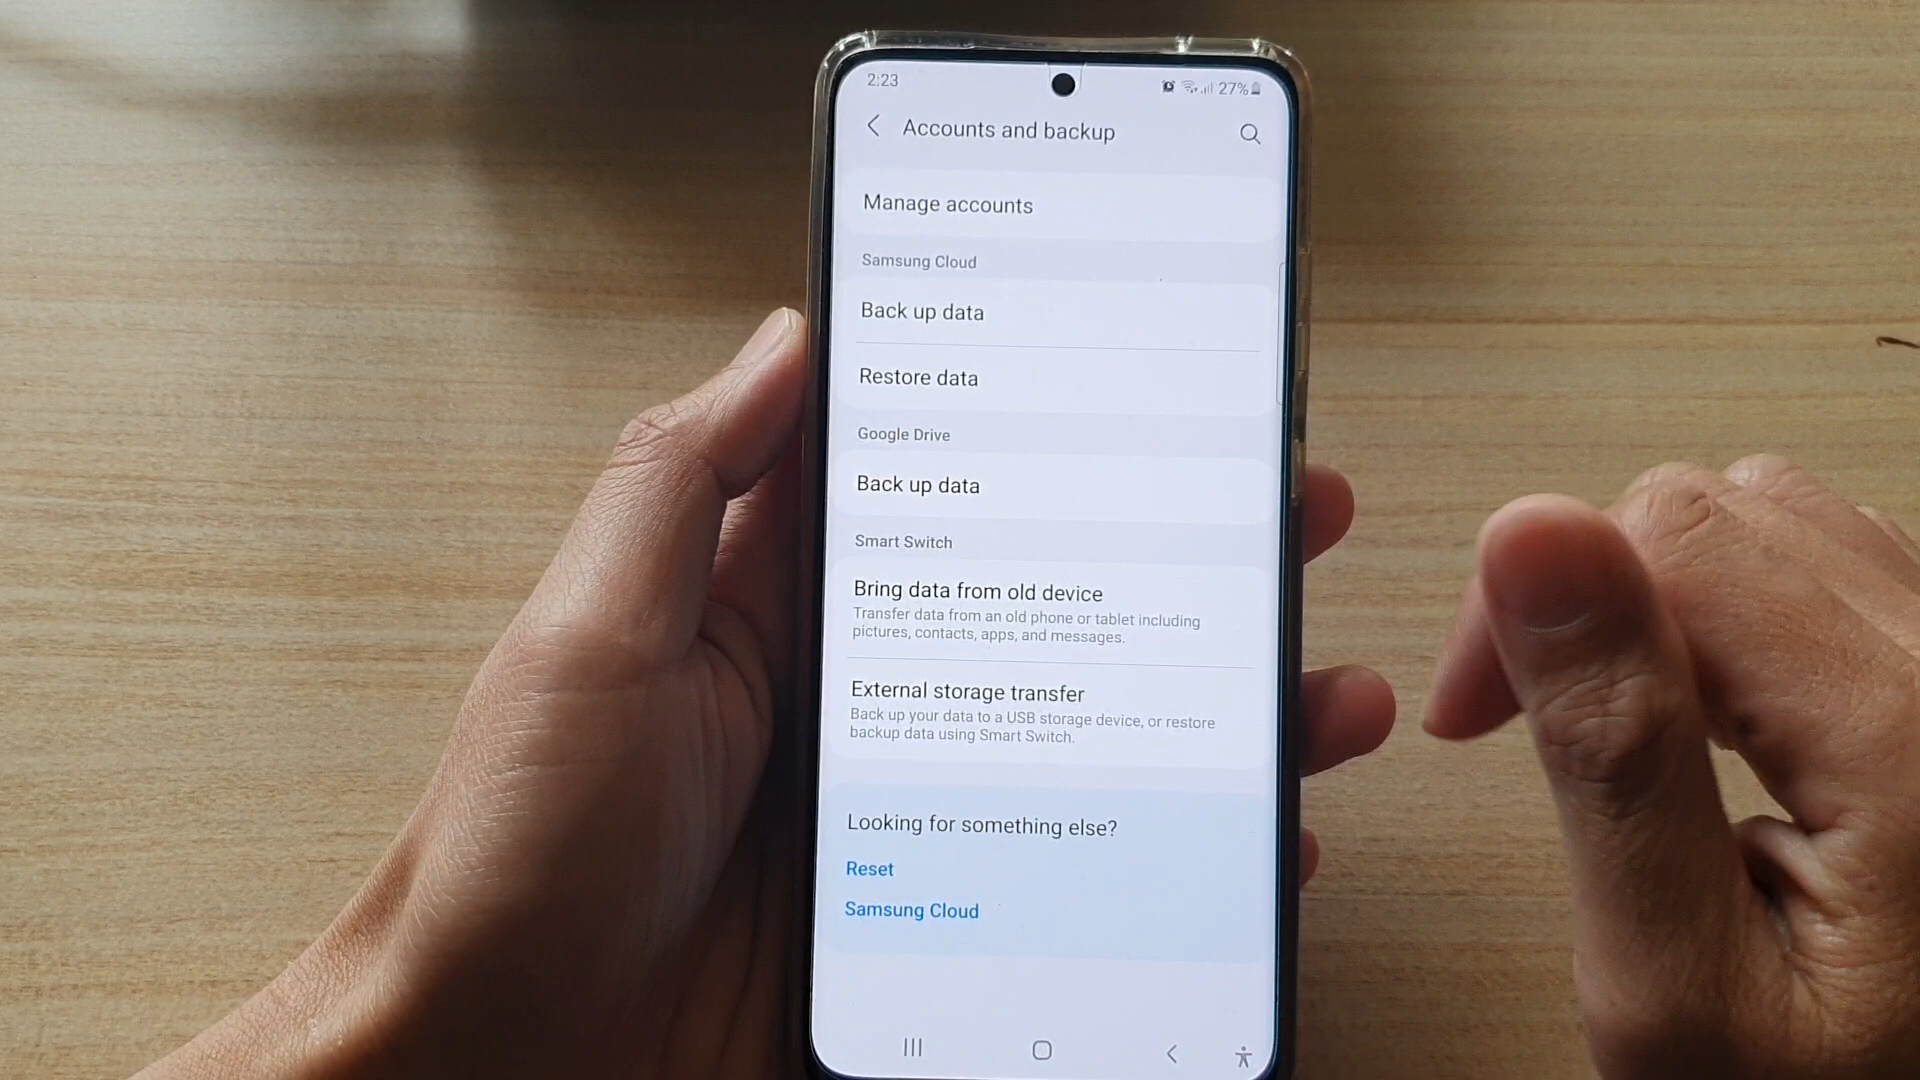 2:23
27%
Accounts and backup
Manage accounts
Samsung Cloud
Back up data
Restore data
Google Drive
Back up data
Smart Switch
Bring data from old device
Transfer data from an old phone or tablet including
pictures, contacts, apps, and messages.
External storage transfer
Back up your data to a USB storage device, or restore
backup data using Smart Switch.
Looking for something else?
Reset
Samsung Cloud